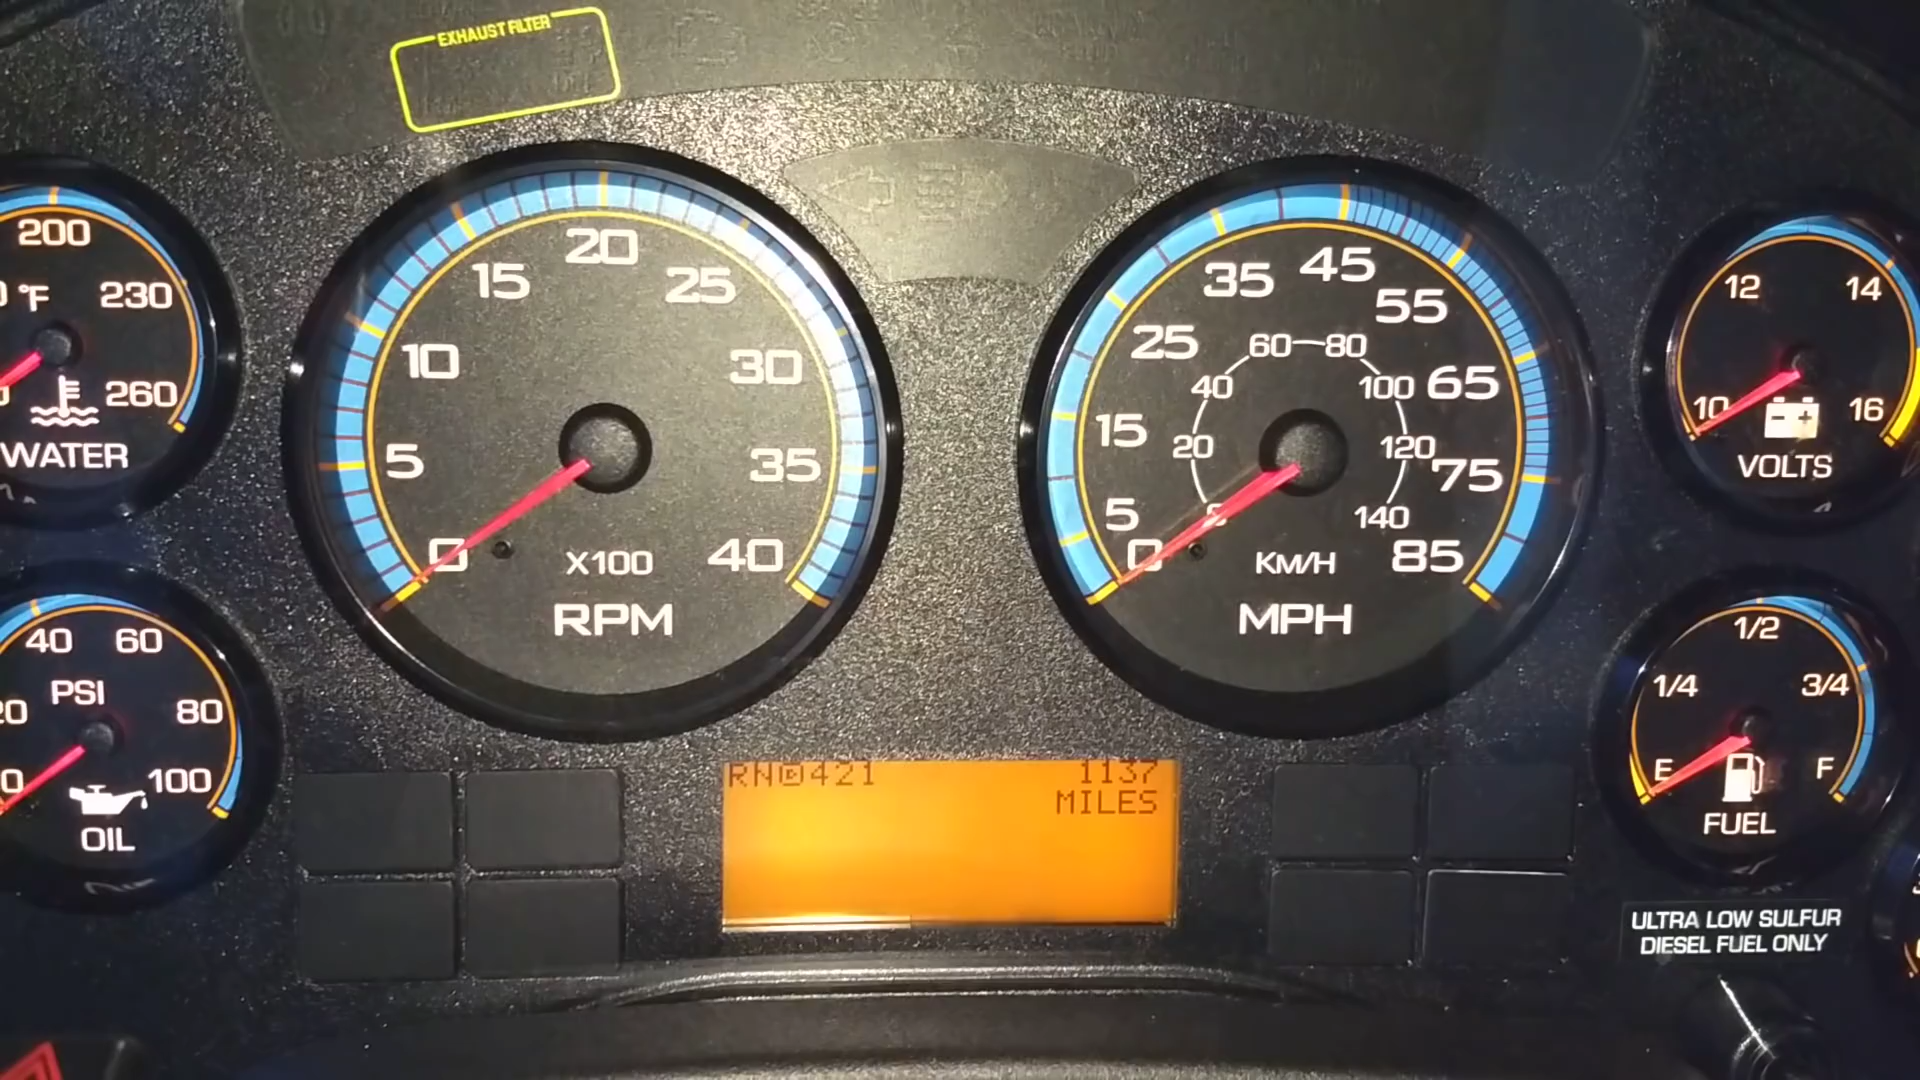 EXHAUST FILTER
200
°F
230
260
WATER
40
60
PSI
80
0
100
OIL
0
5
10
15
20
25
30
35
40
X100
RPM
0
5
15
25
35
45
55
65
75
85
20
40
60
80
100
120
140
Km/H
MPH
10
12
14
16
VOLTS
E
1/4
1/2
3/4
F
FUEL
1137
MILES
ULTRA LOW SULFUR
DIESEL FUEL ONLY